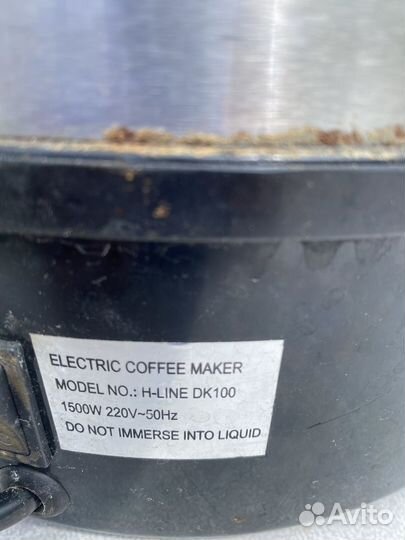 ELECTRIC COFFEE MAKER
MODEL NO.: H-LINE DK100
1500W 220V~50Hz
DO NOT IMMERSE INTO LIQUID
Avito